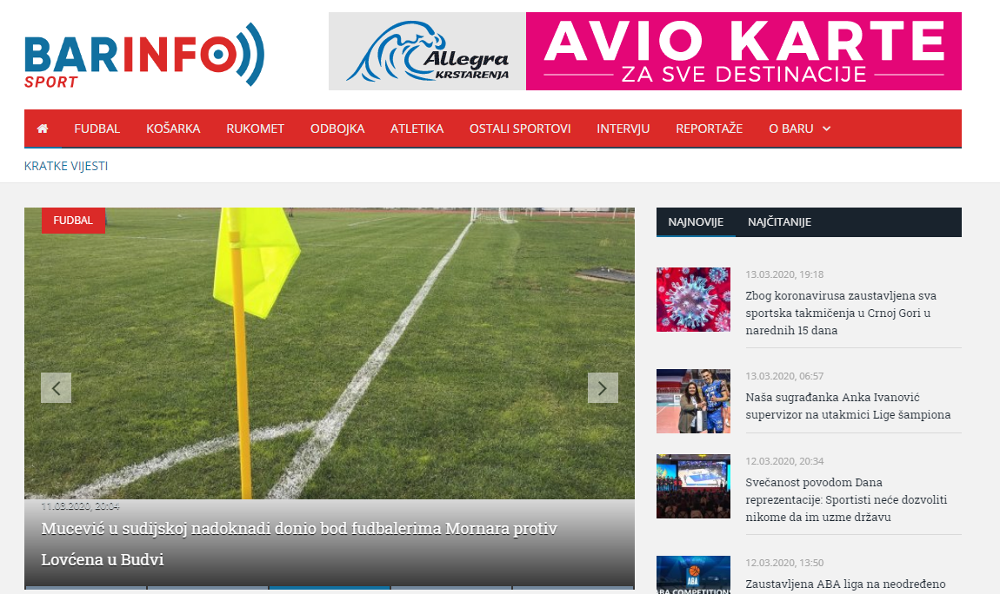 BARINFO
SPORT
Allegra
KRSTARENJA
AVIO KARTE
ZA SVE DESTINACIJE
FUDBAL KOŠARKA RUKOMET ODBOJKA ATLETIKA OSTALI SPORTOVI INTERVJU REPORTAŽE O BARU
KRATKE VIJESTI
FUDBAL
11.03.2020, 20:04
Mucević u sudijskoj nadoknadi donio bod fudbalerima Mornara protiv
Lovćena u Budvi
NAJNOVIJE NAJČITANIJE
13.03.2020, 19:18
Zbog koronavirusa zaustavljena sva
sportska takmičenja u Crnoj Gori u
narednih 15 dana
13.03.2020, 06:57
Naša sugrađanka Anka Ivanović
supervizor na utakmici Lige šampiona
12.03.2020, 20:34
Svečanost povodom Dana
reprezentacije: Sportisti neće dozvoliti
nikome da im uzme državu
ABA
ABA COMPETITIONS
12.03.2020, 13:50
Zaustavljena ABA liga na neodređeno